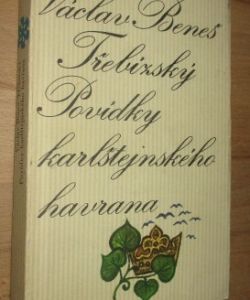 Václav Beneš
Třebízský
Povídky
karlštejnského
havrana